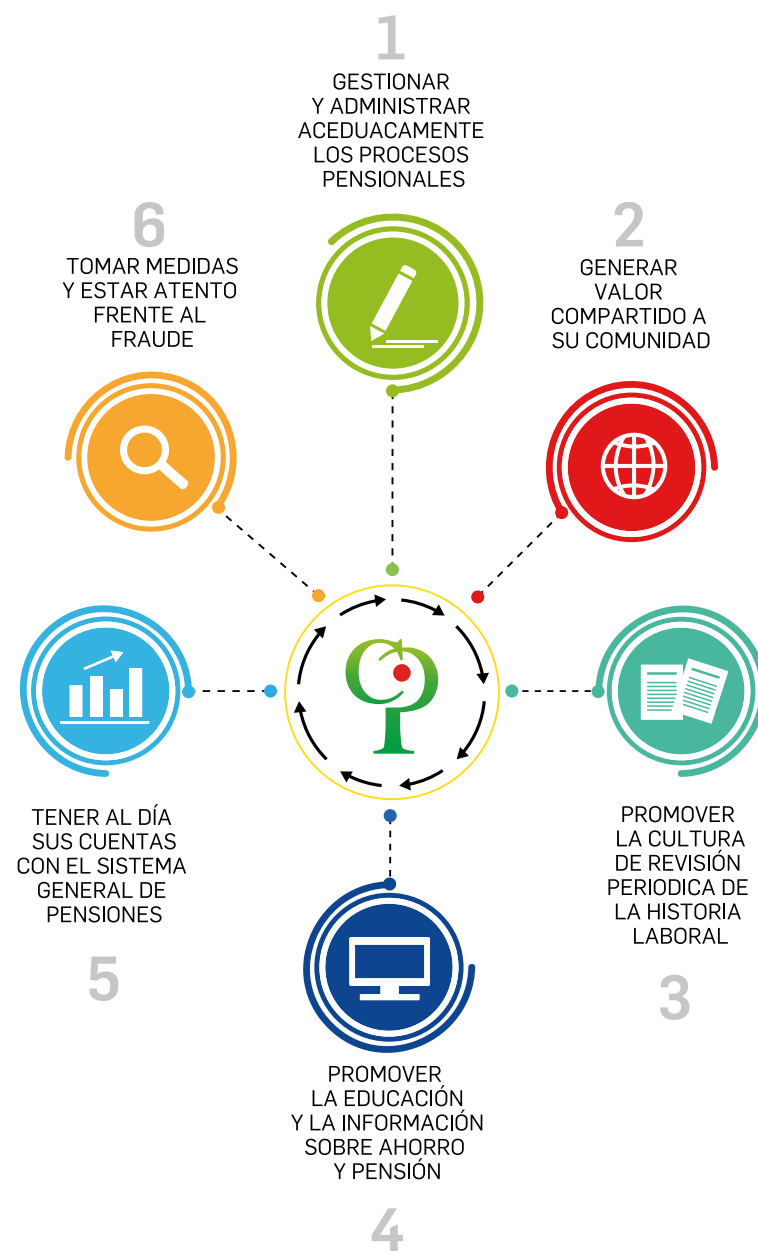 1
GESTIONAR
Y ADMINISTRAR
ACEDUACAMENTE
LOS PROCESOS
PENSIONALES
2
GENERAR
VALOR
COMPARTIDO A
SU COMUNIDAD
PROMOVER
LA CULTURA
DE REVISIÓN
PERIODICA DE
LA HISTORIA
LABORAL
3
PROMOVER
LA EDUCACIÓN
Y LA INFORMACIÓN
SOBRE AHORRO
Y PENSIÓN
4
TENER AL DÍA
SUS CUENTAS
CON EL SISTEMA
GENERAL DE
PENSIONES
5
6
TOMAR MEDIDAS
Y ESTAR ATENTO
FRENTE AL
FRAUDE